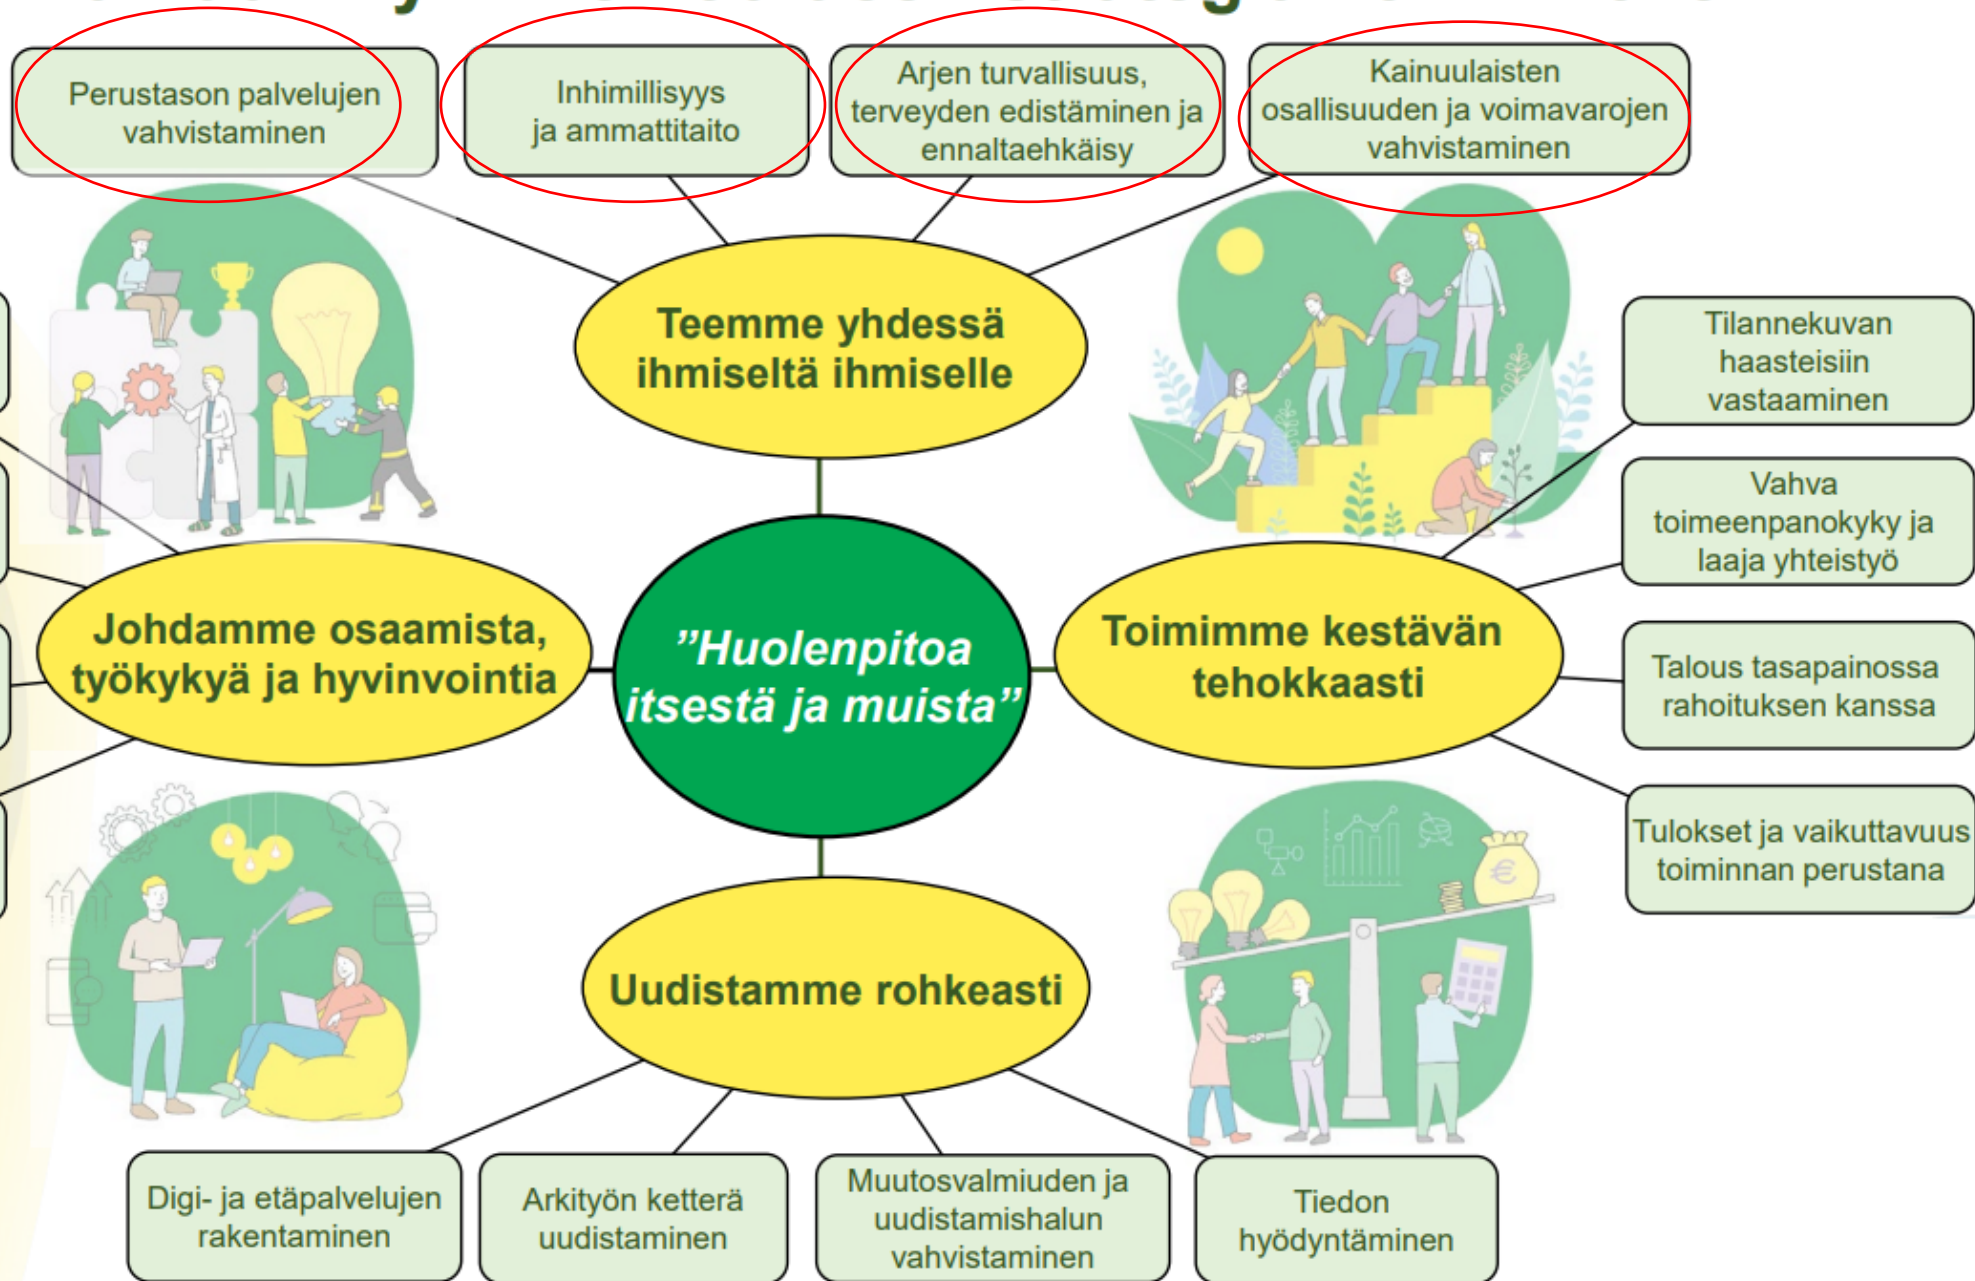 Perustason palvelujen
vahvistaminen
Inhimillisyys
ja ammattitaito
Arjen turvallisuus,
terveyden edistäminen ja
ennaltaehkäisy
Kainuulaisten
osallisuuden ja voimavarojen
vahvistaminen
Teemme yhdessä
ihmiseltä ihmiselle
Tilannekuvan
haasteisiin
vastaaminen
Vahva
toimeenpanokyky ja
laaja yhteistyö
Johdamme osaamista,
työkykyä ja hyvinvointia
"Huolenpitoa
itsestä ja muista"
Toimimme kestävän
tehokkaasti
Talous tasapainossa
rahoituksen kanssa
Tulokset ja vaikuttavuus
toiminnan perustana
€
Uudistamme rohkeasti
Digi- ja etäpalvelujen
rakentaminen
Arkityön ketterä
uudistaminen
Muutosvalmiuden ja
uudistamishalun
vahvistaminen
Tiedon
hyödyntäminen